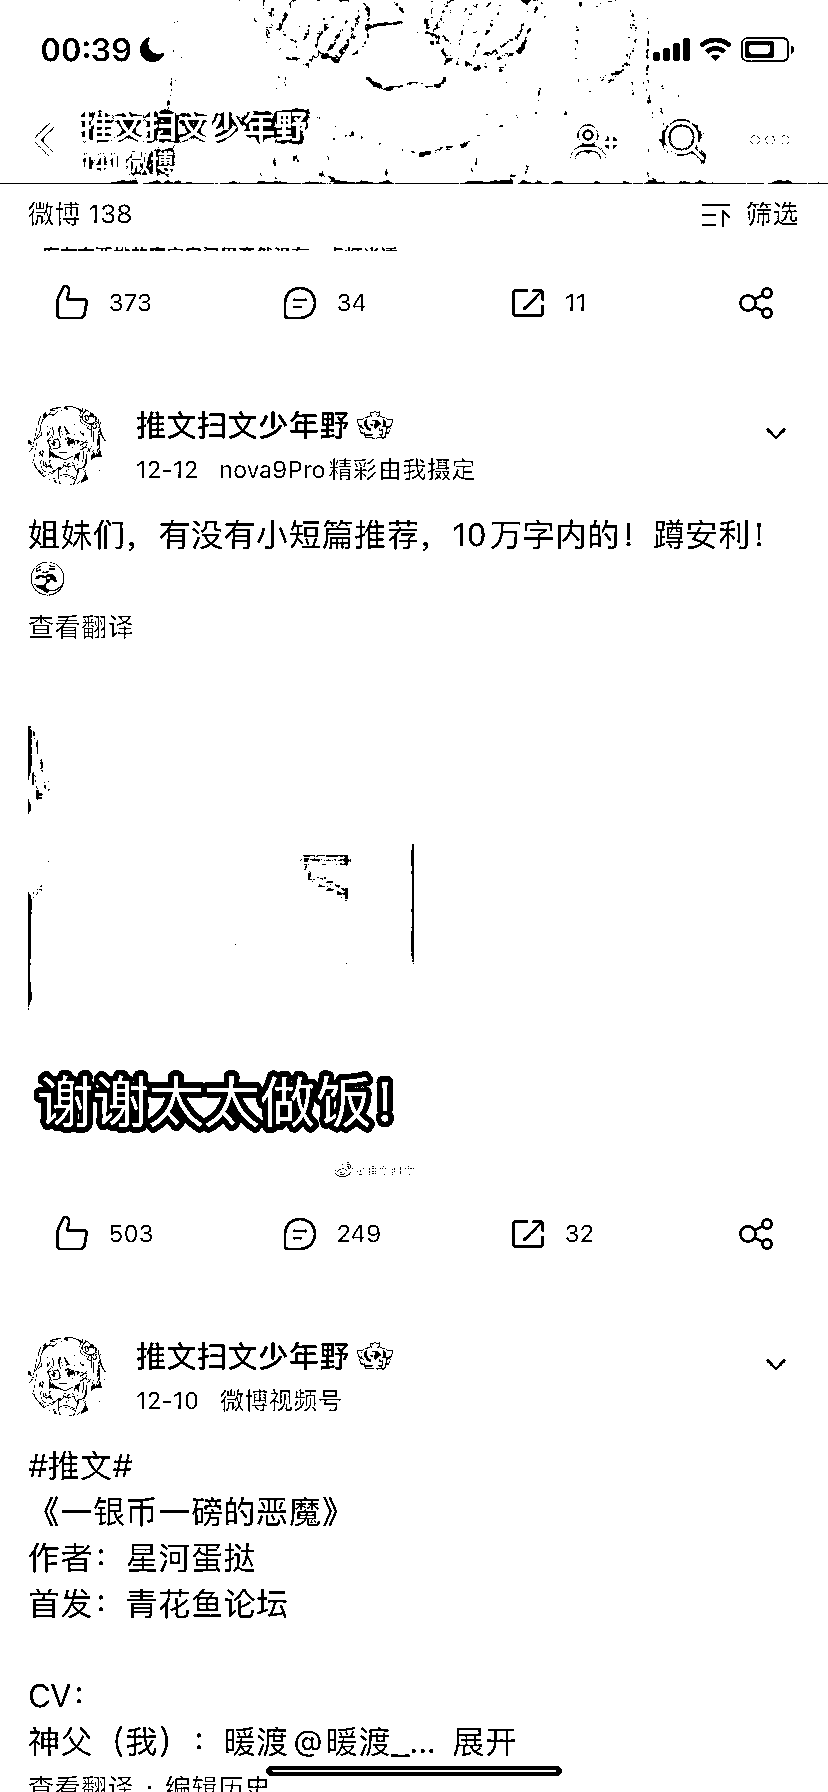 00:39
推文扫文少年野
微博 138
筛选
373
34
11
推文扫文少年野
12-12 nova9Pro精彩由我摄定
姐妹们，有没有小短篇推荐，10万字内的！蹲安利！
查看翻译
谢谢太太做饭！
503
249
32
推文扫文少年野
12-10 微博视频号
#推文#
《一银币一磅的恶魔》
作者：星河蛋挞
首发：青花鱼论坛
CV：
神父（我）：暖渡@暖渡_... 展开
查看翻译 · 编辑历史